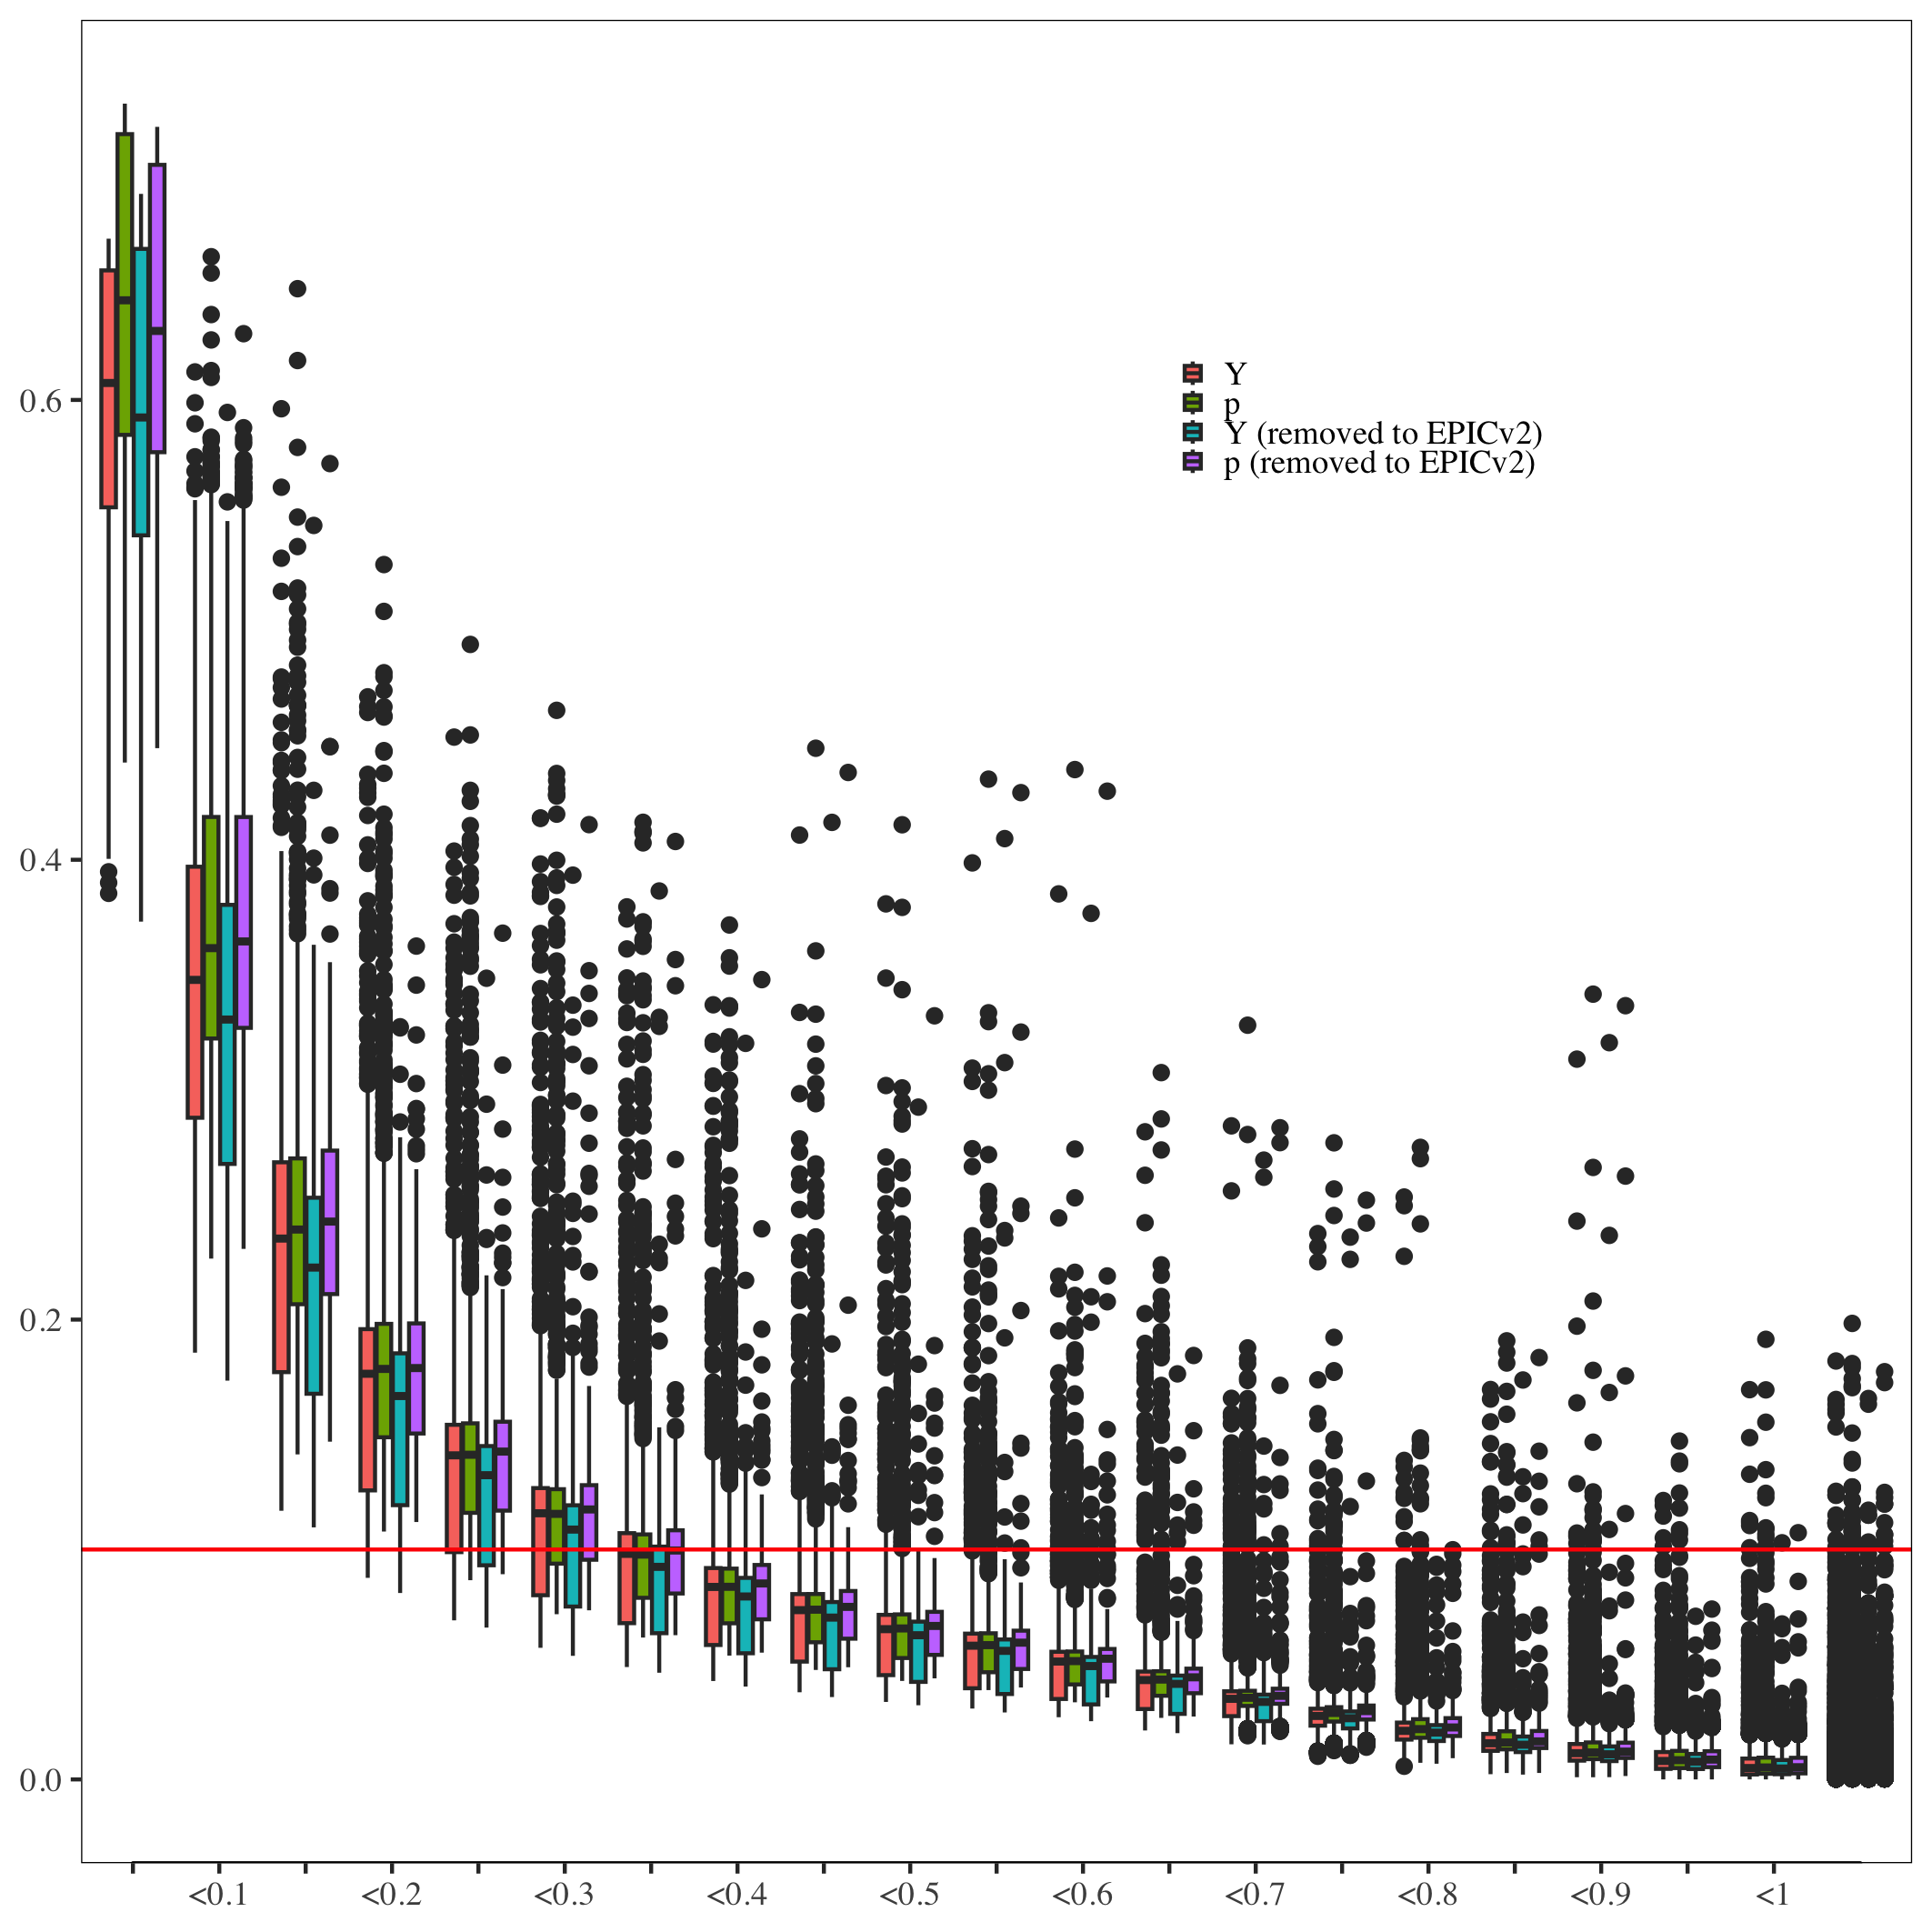 Y
p
Y (removed to EPICv2)
p (removed to EPICv2)
0.6
0.4
0.2
0.0
<0.1 <0.2 <0.3 <0.4 <0.5 <0.6 <0.7 <0.8 <0.9 <1